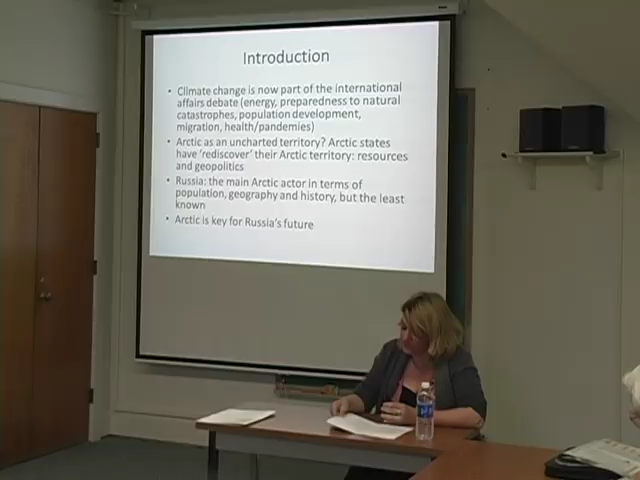 Introduction
• Climate change is now part of the international
affairs debate (energy, preparedness to natural
catastrophes, population development,
migration, health/pandemies)
• Arctic as an uncharted territory? Arctic states
have 'rediscover' their Arctic territory: resources
and geopolitics
• Russia: the main Arctic actor in terms of
population, geography and history, but the least
known
• Arctic is key for Russia's future